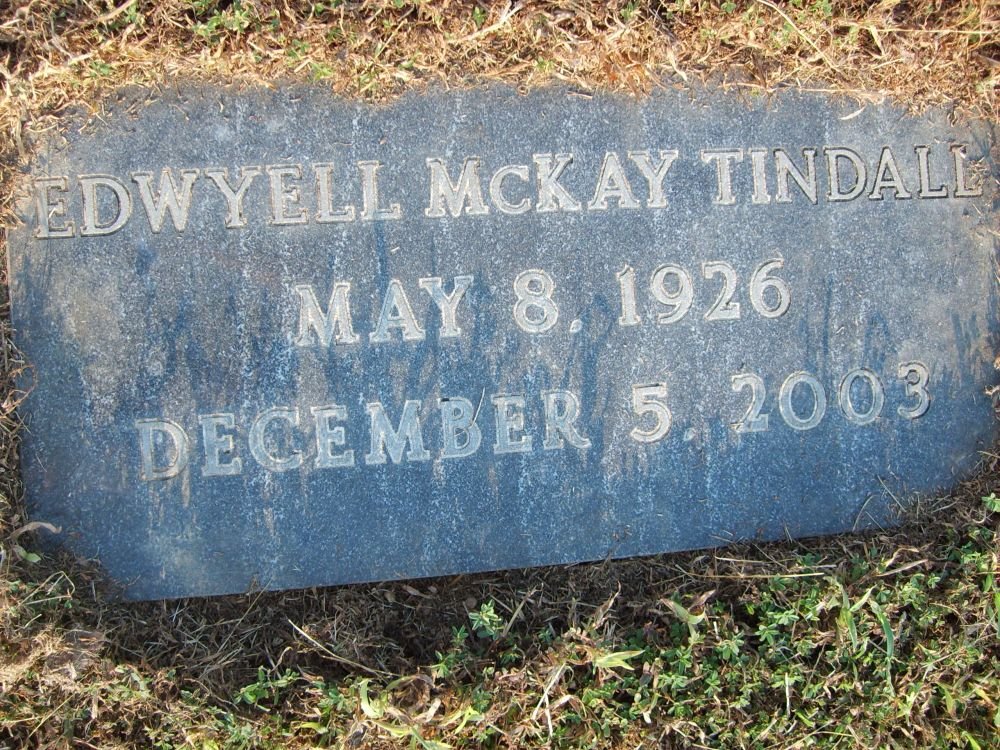 EDWYELL McKAY TINDALL
MAY 8, 1926
DECEMBER 5, 2003